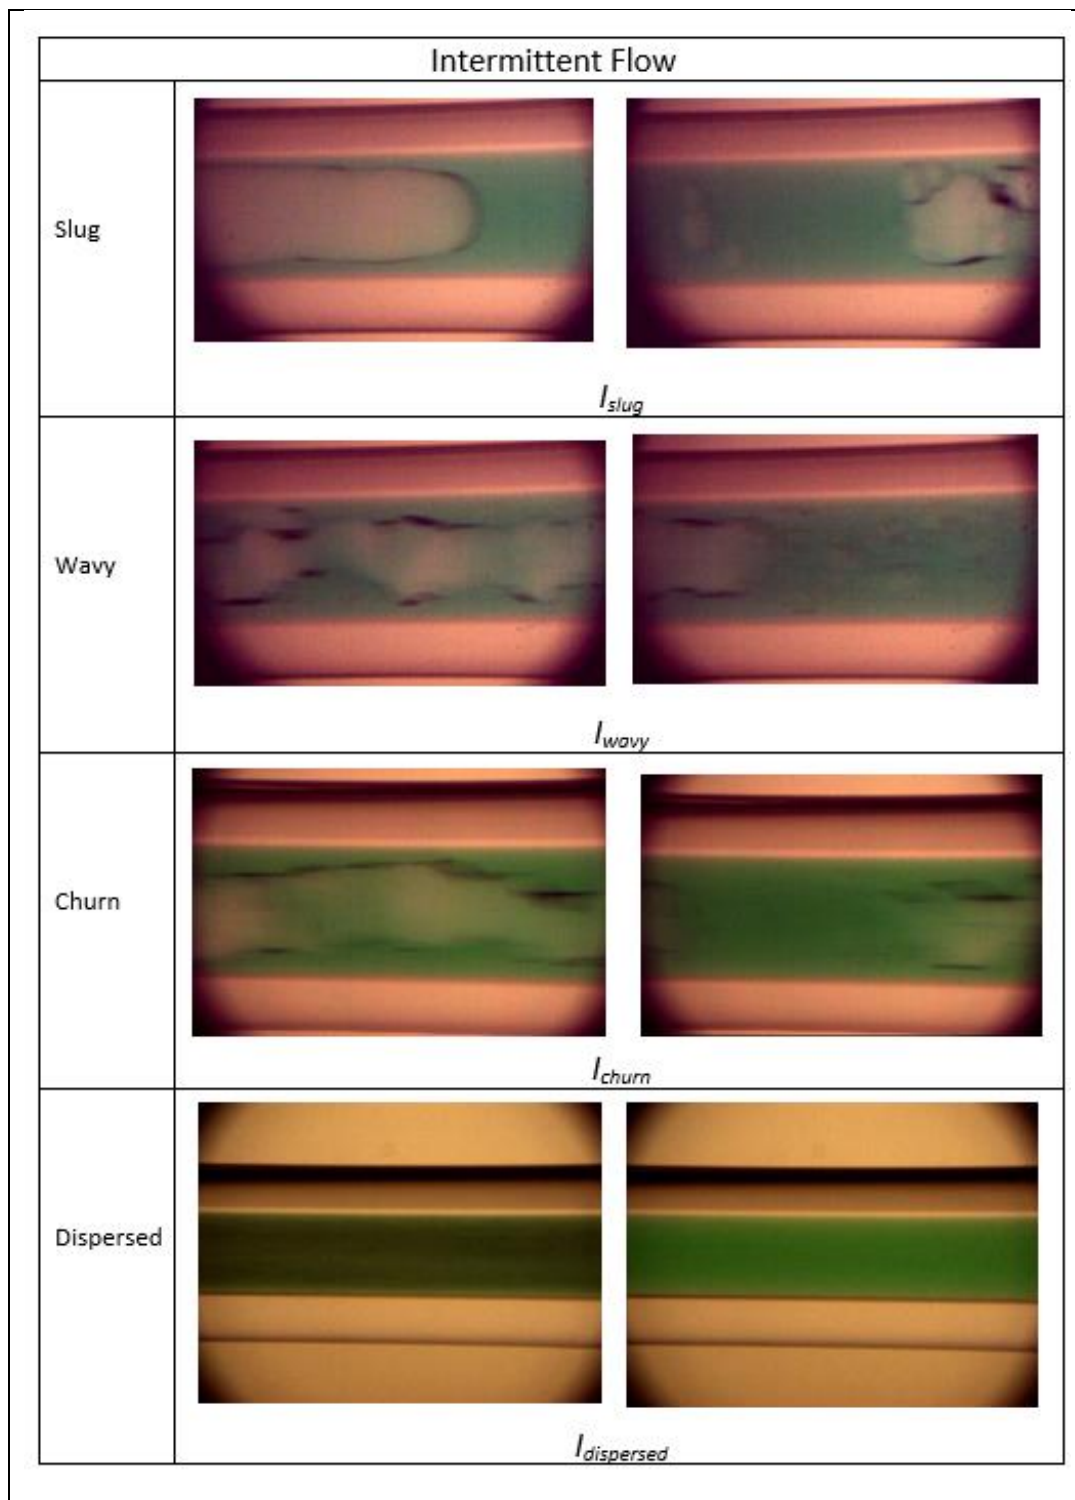 Intermittent Flow
Slug
I_slug
Wavy
I_wavy
Churn
I_churn
Dispersed
I_dispersed